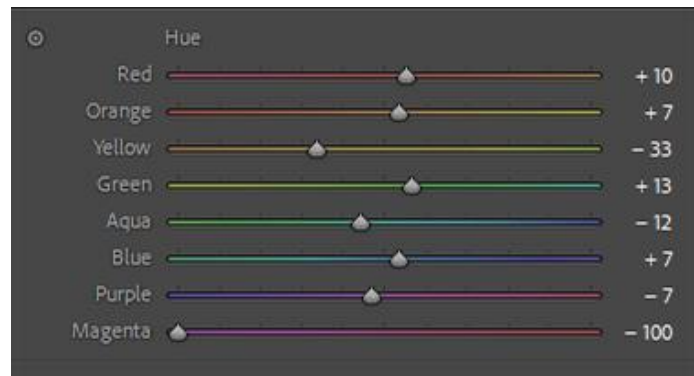 Hue
Red + 10
Orange + 7
Yellow – 33
Green + 13
Aqua – 12
Blue + 7
Purple – 7
Magenta – 100